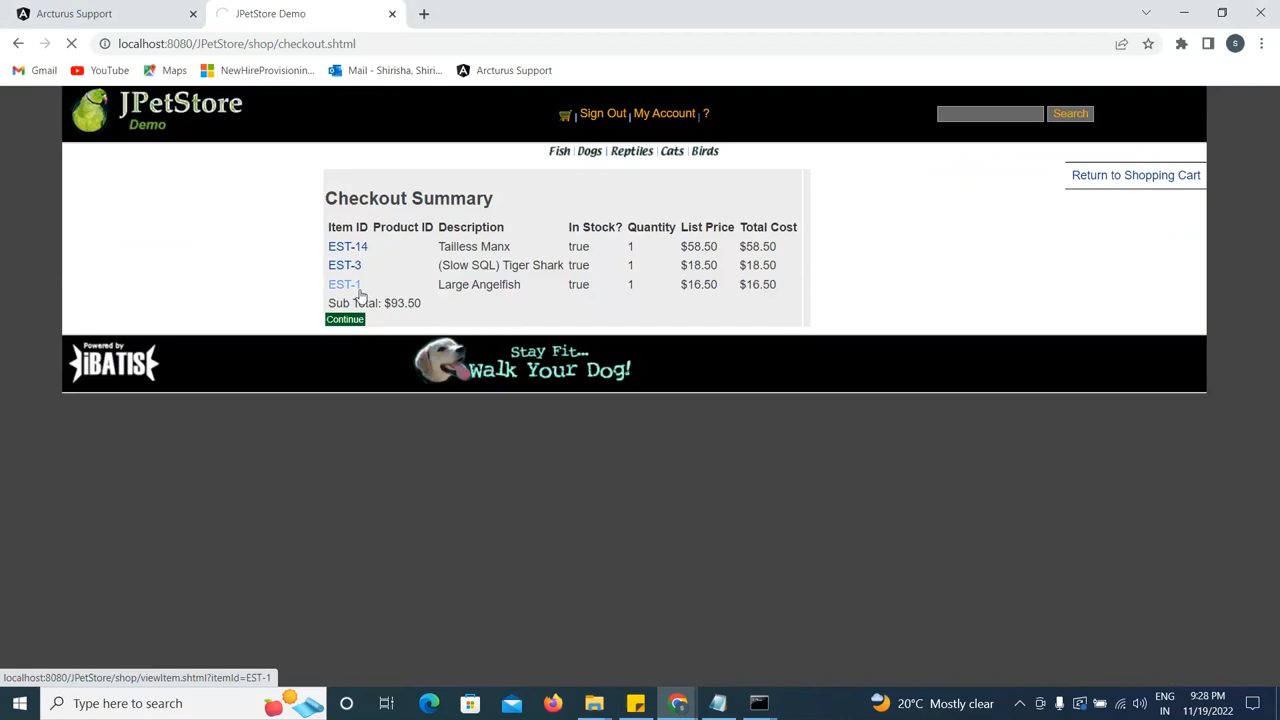 Arcturus Support
JPetStore Demo
localhost:8080/JPetStore/shop/checkout.shtml
Gmail YouTube Maps NewHireProvisionin... Mail - Shirisha, Shiri... Arcturus Support
JPetStore
Demo
| Sign Out | My Account | ?
Search
Fish | Dogs | Reptiles | Cats | Birds
Return to Shopping Cart
Checkout Summary
Item ID Product ID Description In Stock? Quantity List Price Total Cost
EST-14 Tailless Manx true 1 $58.50 $58.50
EST-3 (Slow SQL) Tiger Shark true 1 $18.50 $18.50
EST-1 Large Angelfish true 1 $16.50 $16.50
Sub Total: $93.50
Continue
Powered by
iBATIS
Stay Fit...
Walk Your Dog!
localhost:8080/JPetStore/shop/viewItem.shtml?itemId=EST-1
Type here to search
20°C Mostly clear
ENG
IN
9:28 PM
11/19/2022